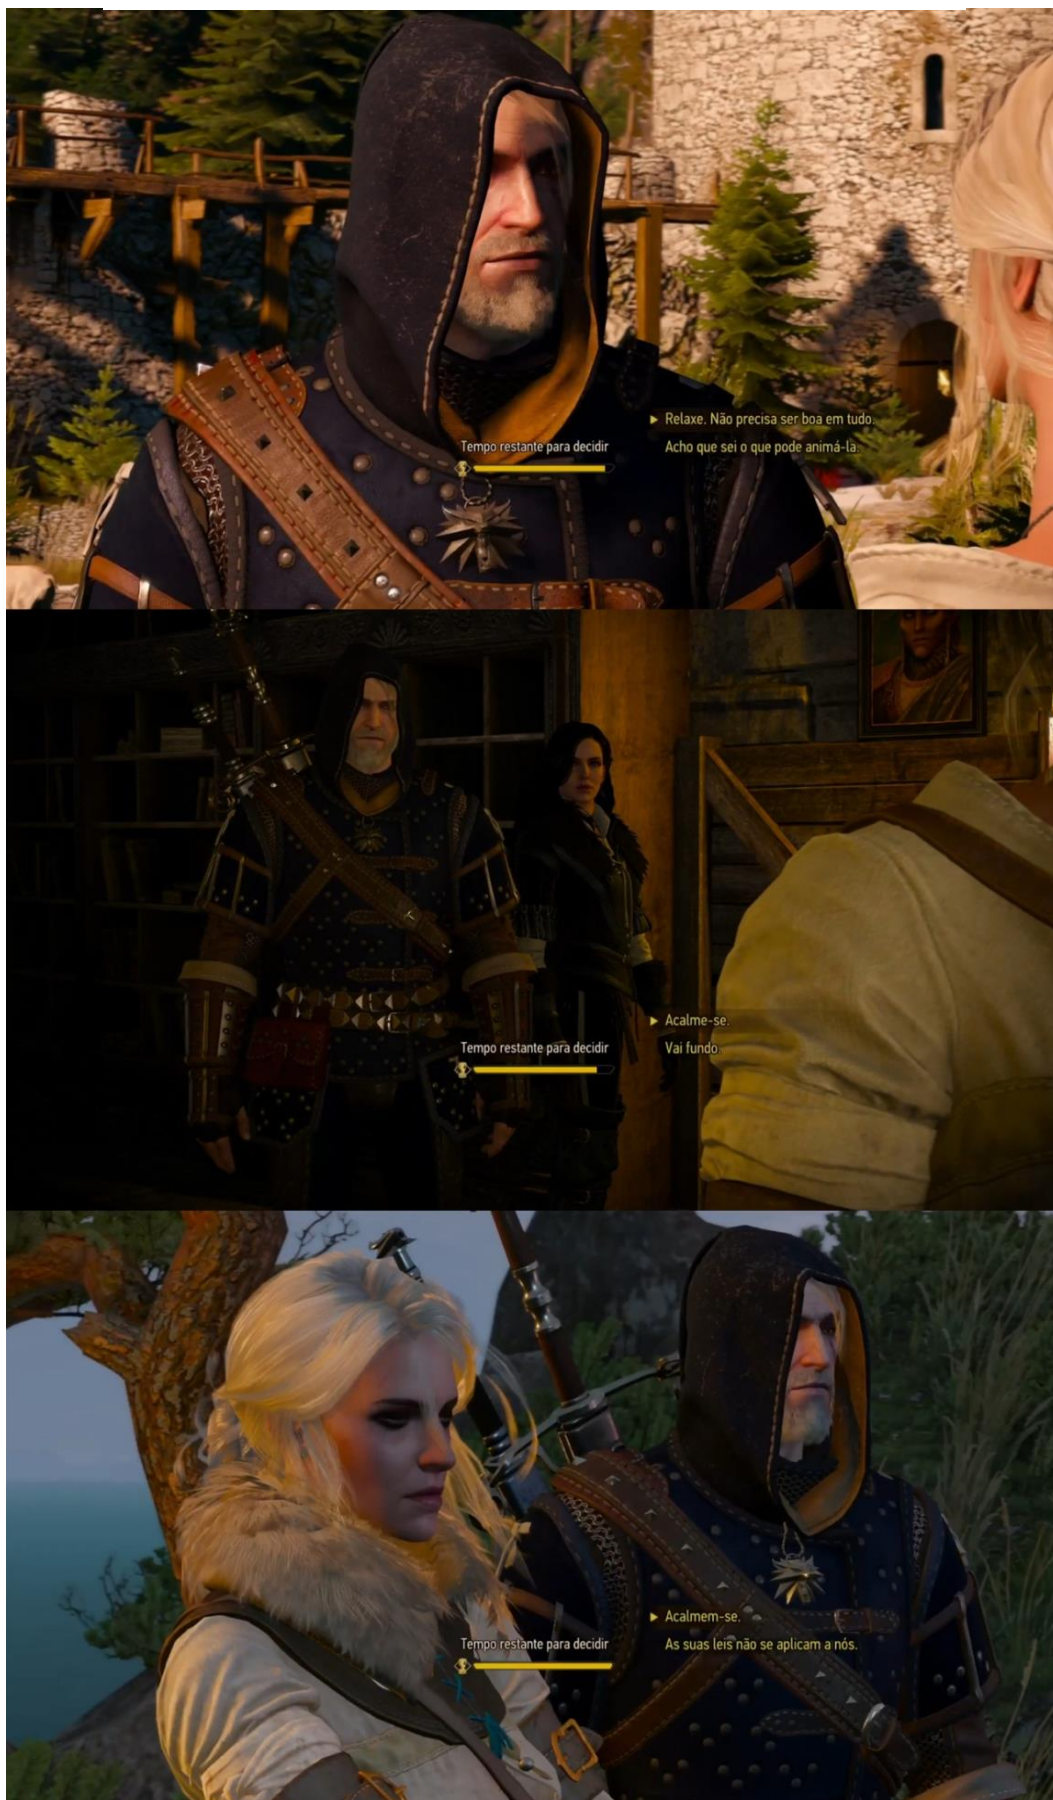 Relaxe. Não precisa ser boa em tudo.
Tempo restante para decidir
Acho que sei o que pode animá-la.
Acalme-se.
Tempo restante para decidir
Vai fundo.
Acalmem-se.
Tempo restante para decidir
As suas leis não se aplicam a nós.